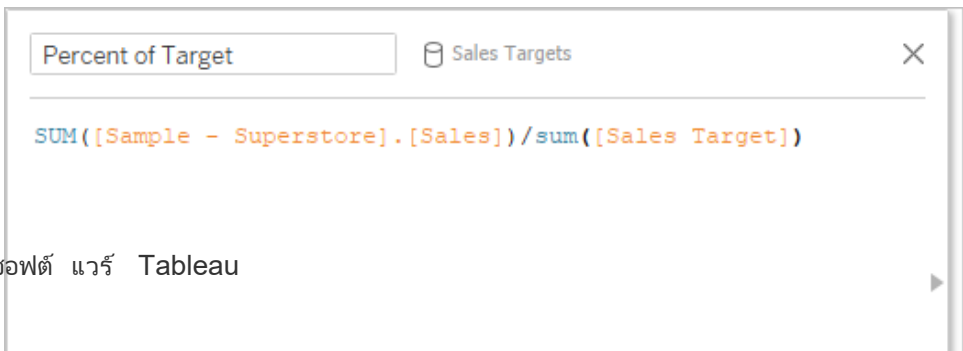 Percent of Target
Sales Targets
SUM([Sample - Superstore].[Sales])/sum([Sales Target])
แวร์ Tableau